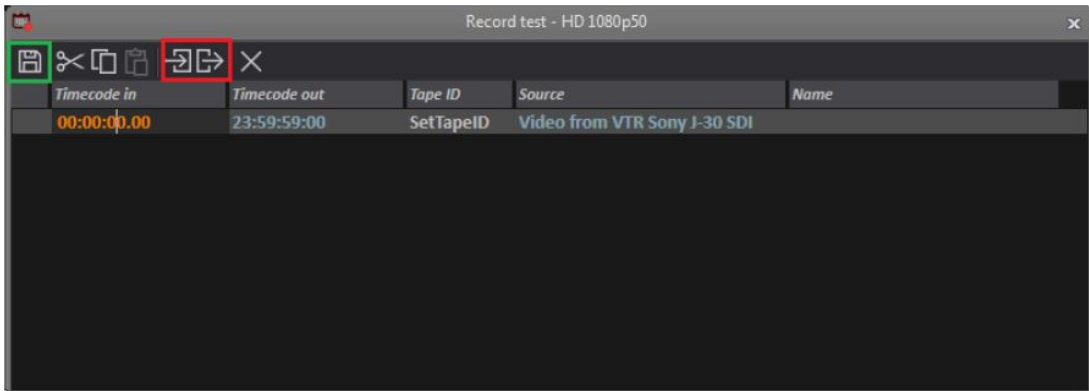 Record test - HD 1080p50
Timecode in Timecode out Tape ID Source Name
00:00:00.00 23:59:59:00 SetTapeID Video from VTR Sony J-30 SDI